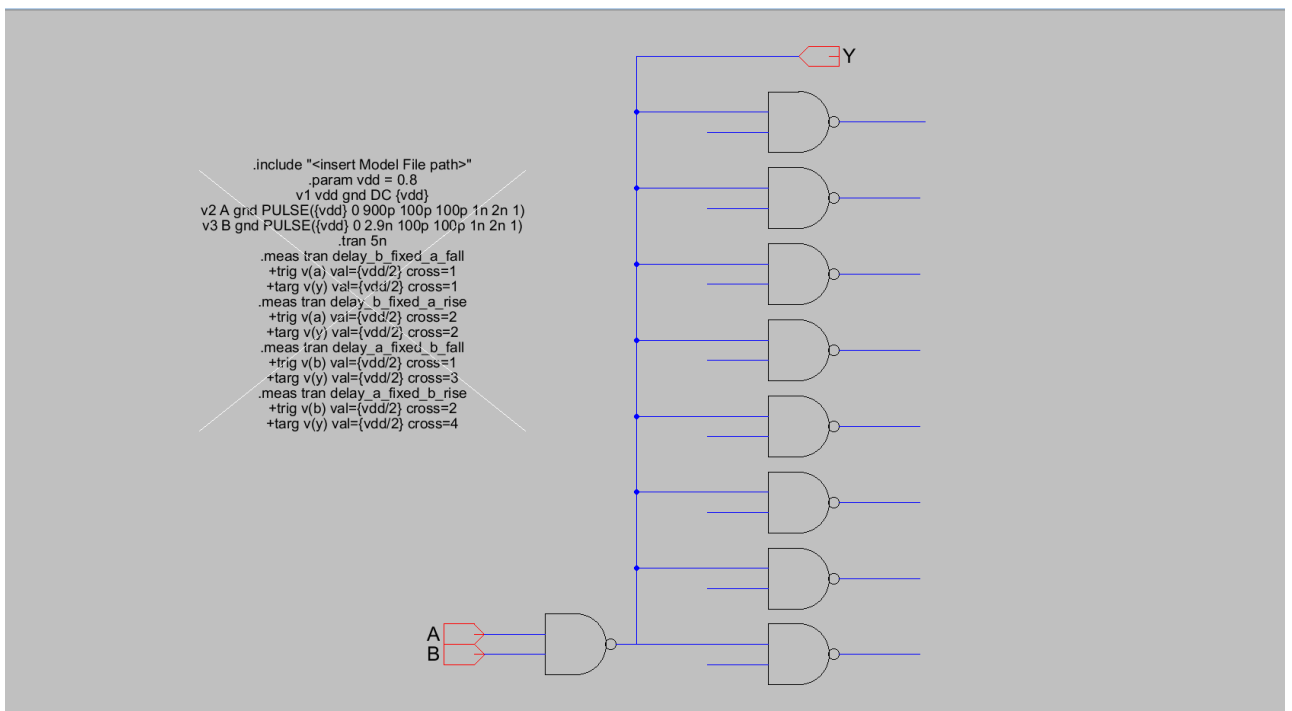 Y
.include "<insert Model File path>"
.param vdd = 0.8
v1 vdd gnd DC {vdd}
v2 A gnd PULSE({vdd} 0 900p 100p 100p 1n 2n 1)
v3 B gnd PULSE({vdd} 0 2.9n 100p 100p 1n 2n 1)
.tran 5n
.meas tran delay_b_fixed_a_fall
+trig v(a) val={vdd/2} cross=1
+targ v(y) val={vdd/2} cross=1
.meas tran delay_b_fixed_a_rise
+trig v(a) val={vdd/2} cross=2
+targ v(y) val={vdd/2} cross=2
.meas tran delay_a_fixed_b_fall
+trig v(b) val={vdd/2} cross=1
+targ v(y) val={vdd/2} cross=3
.meas tran delay_a_fixed_b_rise
+trig v(b) val={vdd/2} cross=2
+targ v(y) val={vdd/2} cross=4
A
B